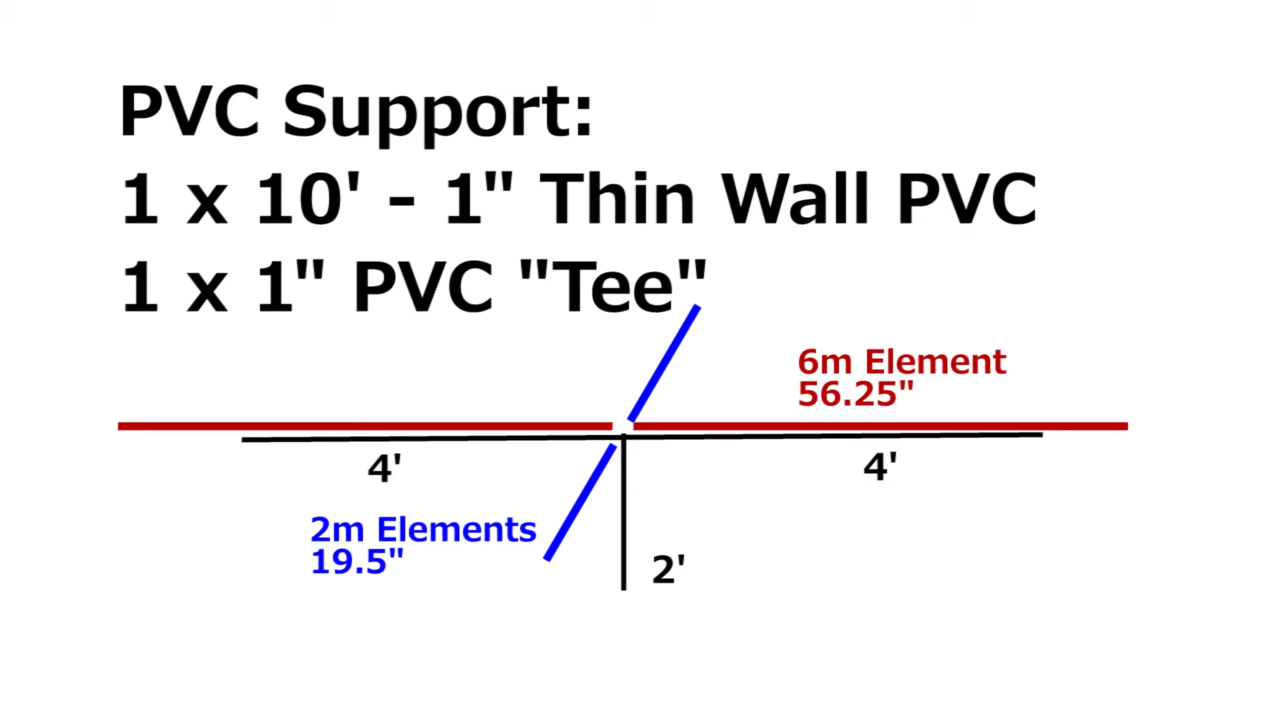 PVC Support:
1 x 10' - 1" Thin Wall PVC
1 x 1" PVC "Tee"
6m Element
56.25"
4'
4'
2m Elements
19.5"
2'